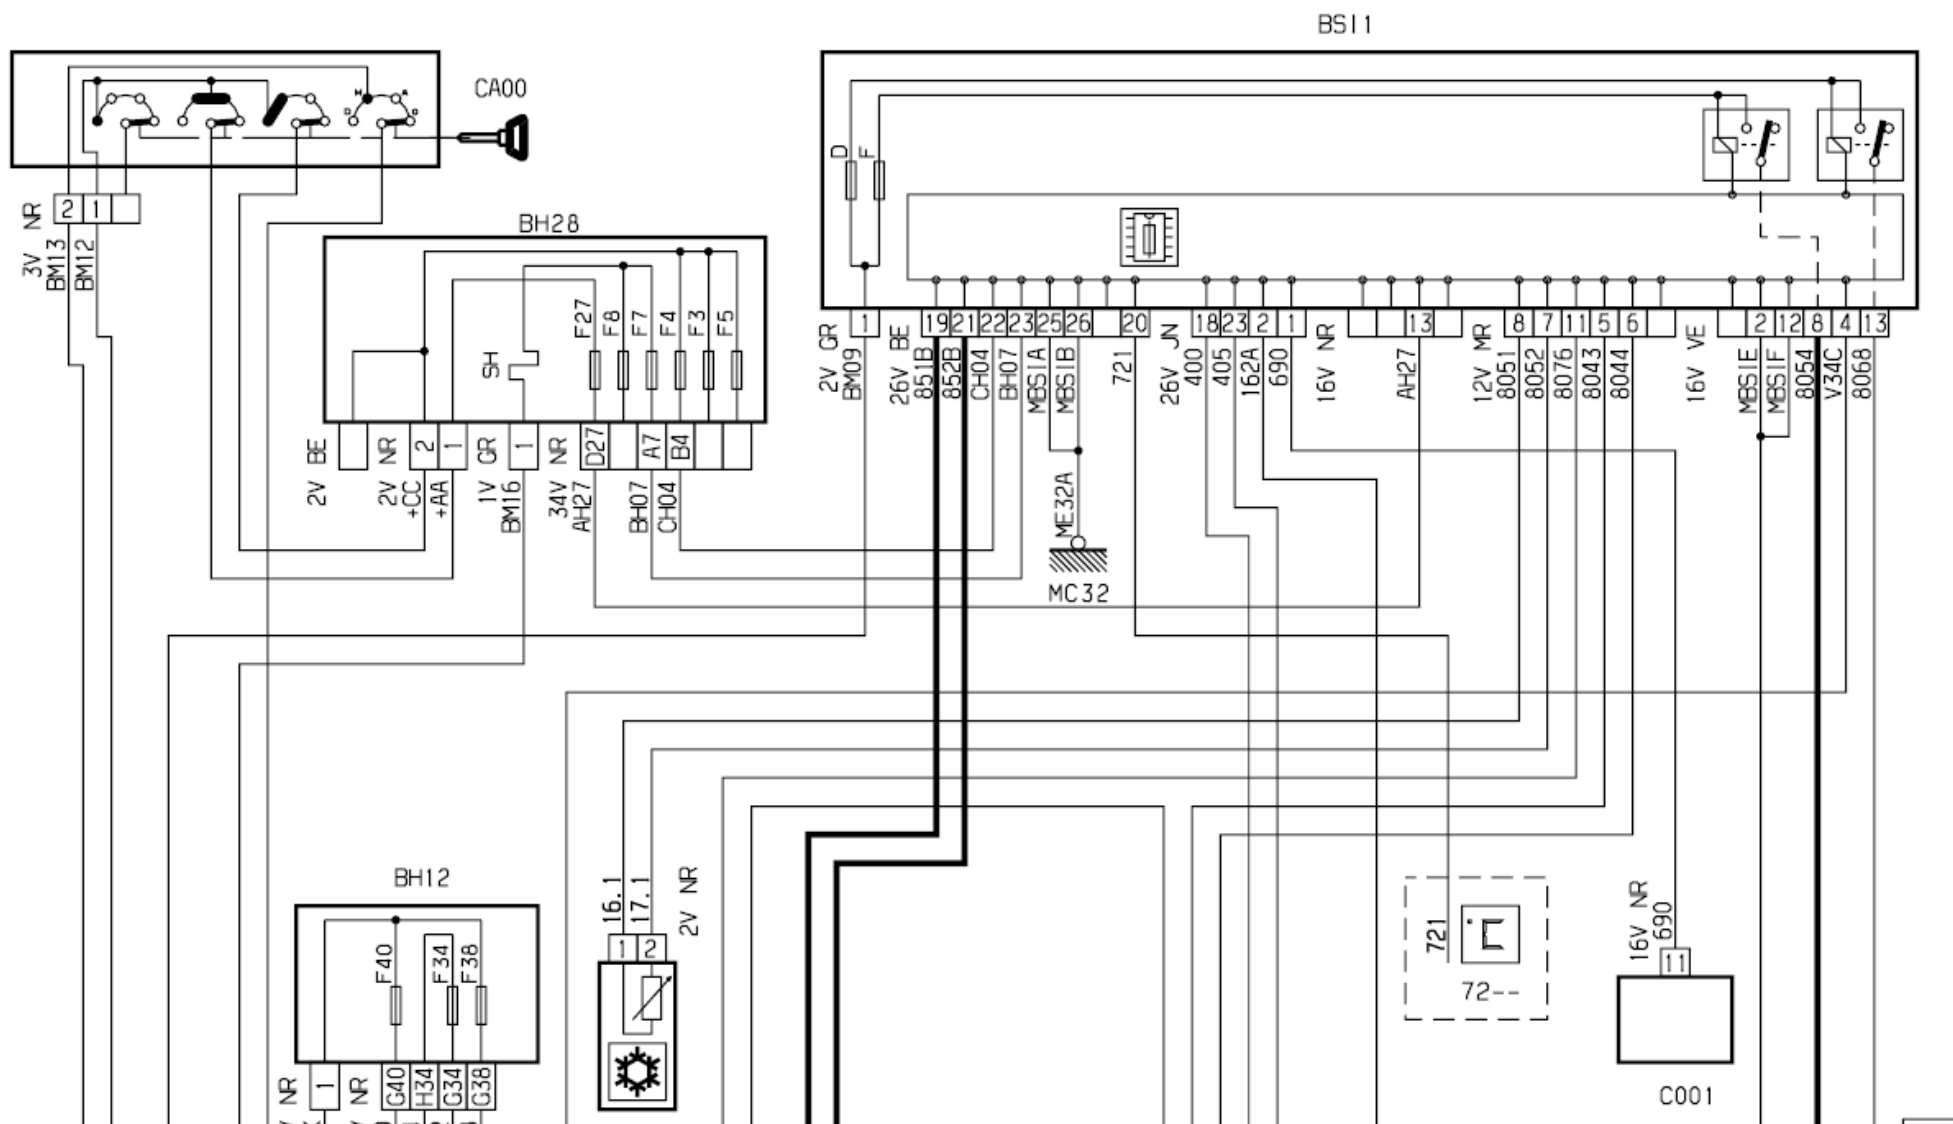 BSI1
CA00
H A
D D
3V NR
2 1
BM13
BM12
BH28
SH
F27
F8
F7
F4
F3
F5
2V BE
2V NR
2 1
+CC
+AA
1V GR
1
BM16
34V NR
D27 A7 B4
AH27
BH07
CH04
D
F
2V GR
1
BM09
26V BE
19 21 22 23 25 26 20
851B
852B
CH04
BH07
MBSIA
MBSIB
721
26V JN
18 23 2 1
400
405
162A
690
16V NR
13
AH27
12V MR
8 7 11 5 6
8051
8052
8076
8043
8044
16V VE
2 12 8 4 13
MBSIE
MBSIF
8054
V34C
8068
ME32A
MC32
BH12
F40
F34
F38
NR
1
NR
G40 H34 G34 G38
16.1
17.1
2V NR
1 2
721
72--
16V NR
690
11
C001